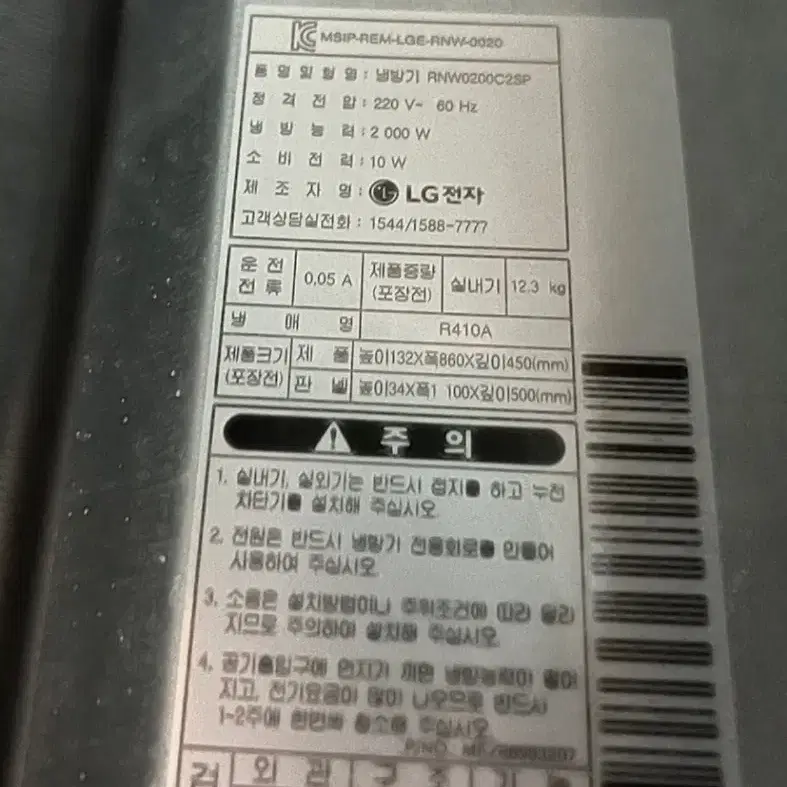 MSIP-REM-LGE-RNW-0020
품 명 및 형 명 : 냉방기 RNW0200C2SP
정 격 전 압 : 220 V~ 60 Hz
냉 방 능 력 : 2 000 W
소 비 전 력 : 10 W
제 조 자 명 : LG전자
고객상담실전화 : 1544/1588-7777
운 전 전 류 0.05 A 제품중량 (포장전) 실내기 12.3 kg
냉 매 명 R410A
제품크기 (포장전) 제 품 높이132X폭860X깊이450(mm)
판 넬 높이34X폭1 100X깊이500(mm)
주 의
1. 실내기, 실외기는 반드시 접지를 하고 누전
차단기를 설치해 주십시오.
2. 전원은 반드시 냉방기 전용회로를 만들어
사용하여 주십시오.
3. 소음은 설치방법이나 주위조건에 따라 달라
지므로 주의하여 설치해 주십시오.
4. 공기흡입구에 먼지가 끼면 냉방능력이 떨어
지고, 전기요금이 많이 나오므로 반드시
1~2주에 한번씩 청소해 주십시오.
P/NO.
검 외 관 구 조 기